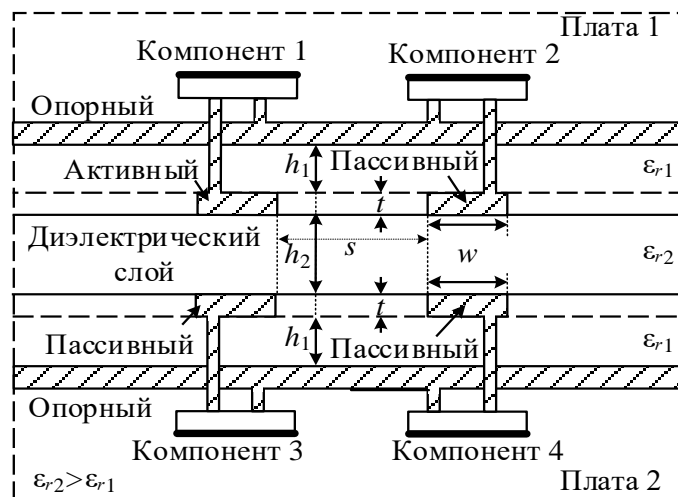 Плата 1
Компонент 1
Компонент 2
Опорный
Активный
h1
Пассивный
εr1
t
Диэлектрический
слой
h2
s
w
εr2
t
Пассивный
h1
Пассивный
εr1
Опорный
Компонент 3
Компонент 4
εr2>εr1
Плата 2